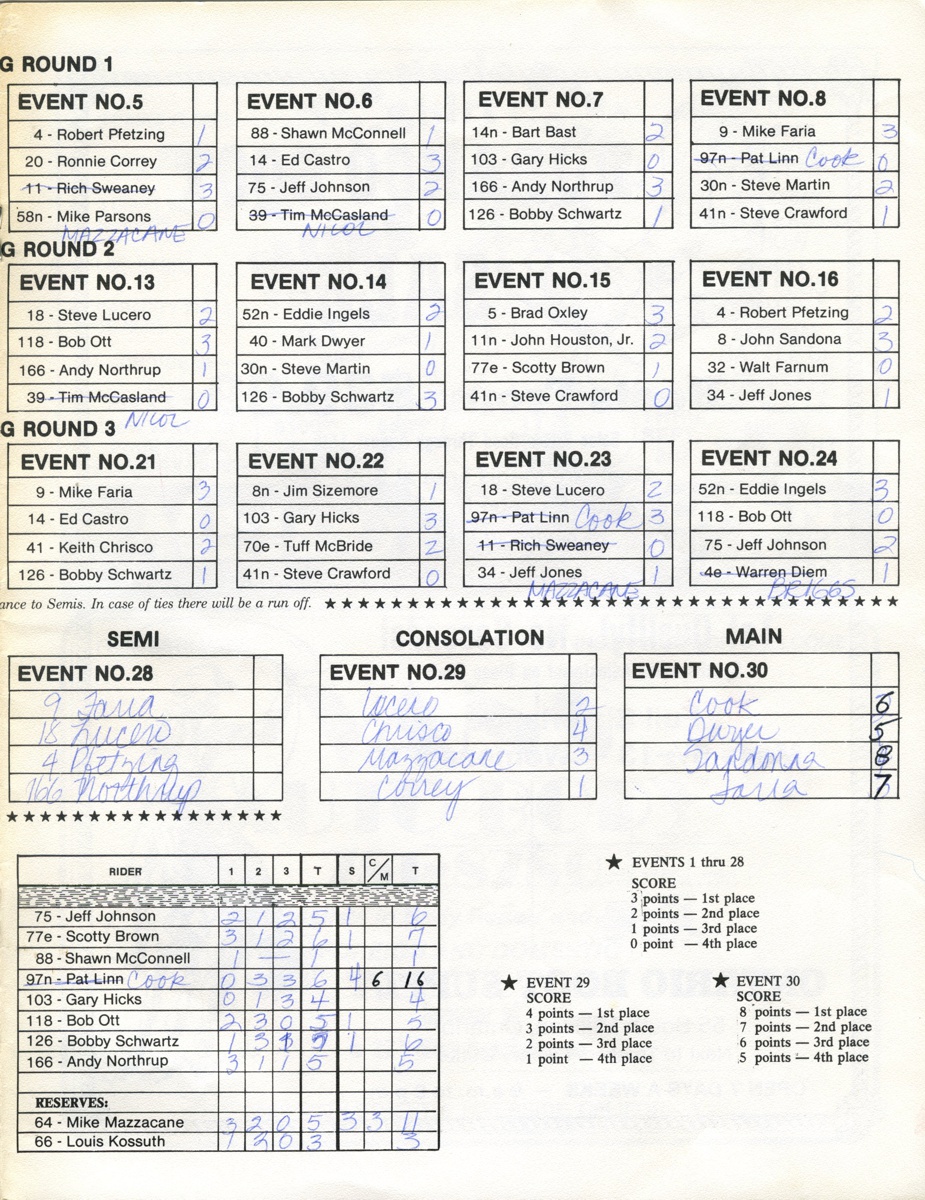 G ROUND 1
EVENT NO.5
4 - Robert Pfetzing 1
20 - Ronnie Correy 2
11 - Rich Sweaney 3
58n - Mike Parsons 0
MAZZACANE
EVENT NO.6
88 - Shawn McConnell 1
14 - Ed Castro 3
75 - Jeff Johnson 2
39 - Tim McCasland 0
NICOL
EVENT NO.7
14n - Bart Bast 2
103 - Gary Hicks 0
166 - Andy Northrup 3
126 - Bobby Schwartz 1
EVENT NO.8
9 - Mike Faria 3
97n - Pat Linn Cook 0
30n - Steve Martin 2
41n - Steve Crawford 1
G ROUND 2
EVENT NO.13
18 - Steve Lucero 2
118 - Bob Ott 3
166 - Andy Northrup 1
39 - Tim McCasland 0
NICOL
EVENT NO.14
52n - Eddie Ingels 2
40 - Mark Dwyer 1
30n - Steve Martin 0
126 - Bobby Schwartz 3
EVENT NO.15
5 - Brad Oxley 3
11n - John Houston, Jr. 2
77e - Scotty Brown 1
41n - Steve Crawford 0
EVENT NO.16
4 - Robert Pfetzing 2
8 - John Sandona 3
32 - Walt Farnum 0
34 - Jeff Jones 1
G ROUND 3
EVENT NO.21
9 - Mike Faria 3
14 - Ed Castro 0
41 - Keith Chrisco 2
126 - Bobby Schwartz 1
EVENT NO.22
8n - Jim Sizemore 1
103 - Gary Hicks 3
70e - Tuff McBride 2
41n - Steve Crawford 0
EVENT NO.23
18 - Steve Lucero 2
97n - Pat Linn Cook 3
11 - Rich Sweaney 0
34 - Jeff Jones 1
MAZZACANE
EVENT NO.24
52n - Eddie Ingels 3
118 - Bob Ott 0
75 - Jeff Johnson 2
4e - Warren Diem 1
BRIGGS
ance to Semis. In case of ties there will be a run off.
SEMI
EVENT NO.28
9 Faria
18 Lucero
4 Pfetzing
166 Northrup
CONSOLATION
EVENT NO.29
Lucero 2
Chrisco 4
Mazzacane 3
Correy 1
MAIN
EVENT NO.30
Cook 6
Dwyer 5
Sandonna 8
Faria 7
RIDER 1 2 3 T S C/M T
75 - Jeff Johnson 2 1 2 5 1 6
77e - Scotty Brown 3 1 2 6 1 7
88 - Shawn McConnell 1 — 1 1
97n - Pat Linn Cook 0 3 3 6 4 6 16
103 - Gary Hicks 0 1 3 4 4
118 - Bob Ott 2 3 0 5 1 5
126 - Bobby Schwartz 1 3 1 5 1 6
166 - Andy Northrup 3 1 1 5 5
RESERVES:
64 - Mike Mazzacane 3 2 0 5 3 3 11
66 - Louis Kossuth 1 2 0 3 3
EVENTS 1 thru 28
SCORE
3 points — 1st place
2 points — 2nd place
1 points — 3rd place
0 point — 4th place
EVENT 29
SCORE
4 points — 1st place
3 points — 2nd place
2 points — 3rd place
1 point — 4th place
EVENT 30
SCORE
8 points — 1st place
7 points — 2nd place
6 points — 3rd place
5 points — 4th place